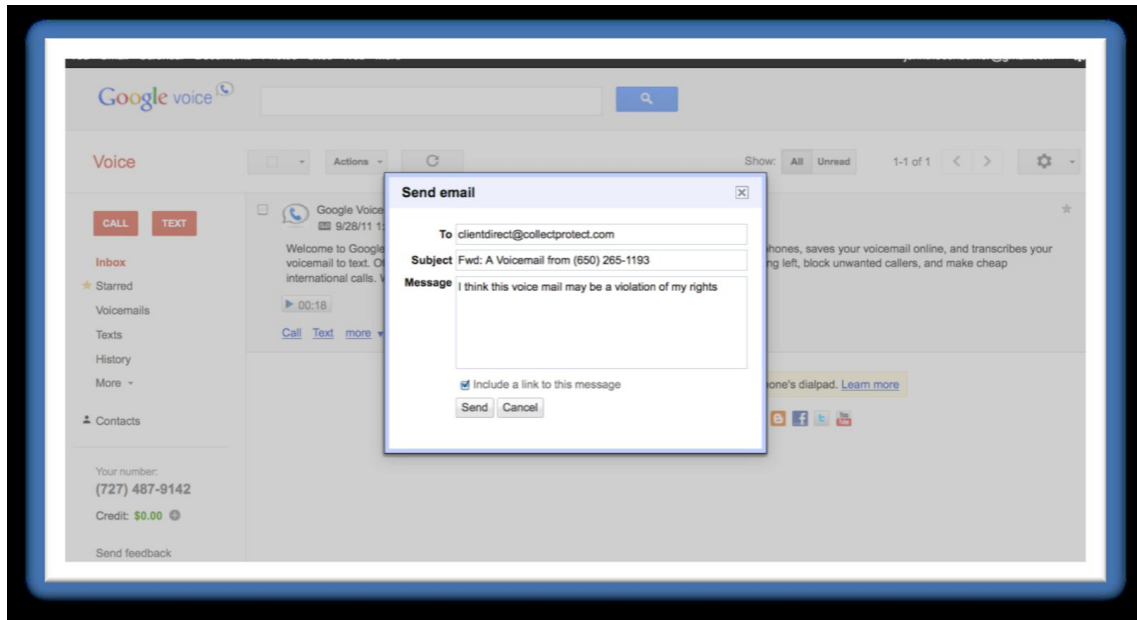 Google voice
Voice
Actions
Show: All Unread 1-1 of 1
CALL TEXT
Inbox
Starred
Voicemails
Texts
History
More
Contacts
Your number:
(727) 487-9142
Credit: $0.00
Send feedback
Google Voice
9/28/11 1:
Welcome to Google
voicemail to text.
international calls.
00:18
Call Text more
phones, saves your voicemail online, and transcribes your
ng left, block unwanted callers, and make cheap
one's dialpad. Learn more
Send email
To clientdirect@collectprotect.com
Subject Fwd: A Voicemail from (650) 265-1193
Message I think this voice mail may be a violation of my rights
Include a link to this message
Send Cancel